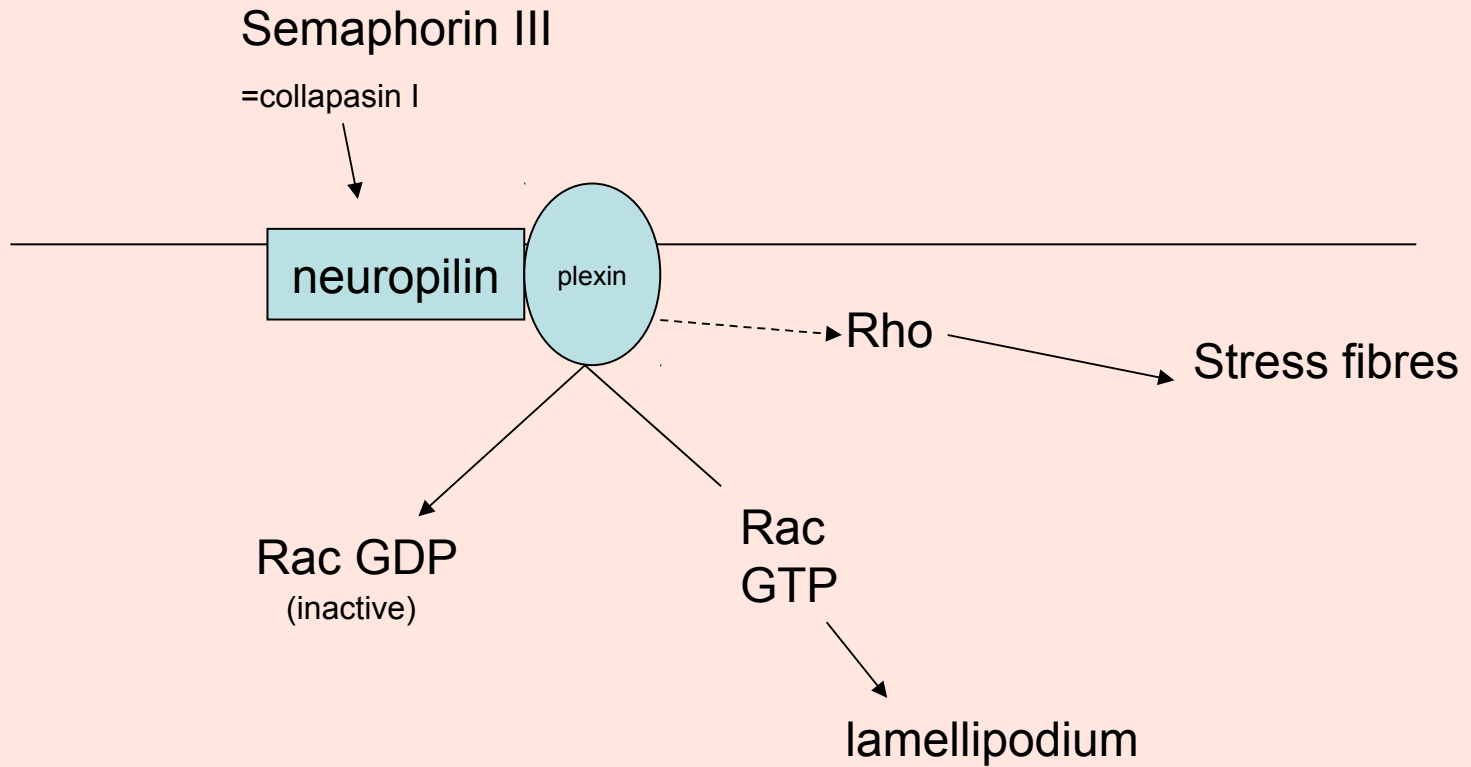 Semaphorin III
=collapasin I
neuropilin
plexin
Rho
Stress fibres
Rac GDP
(inactive)
Rac
GTP
lamellipodium